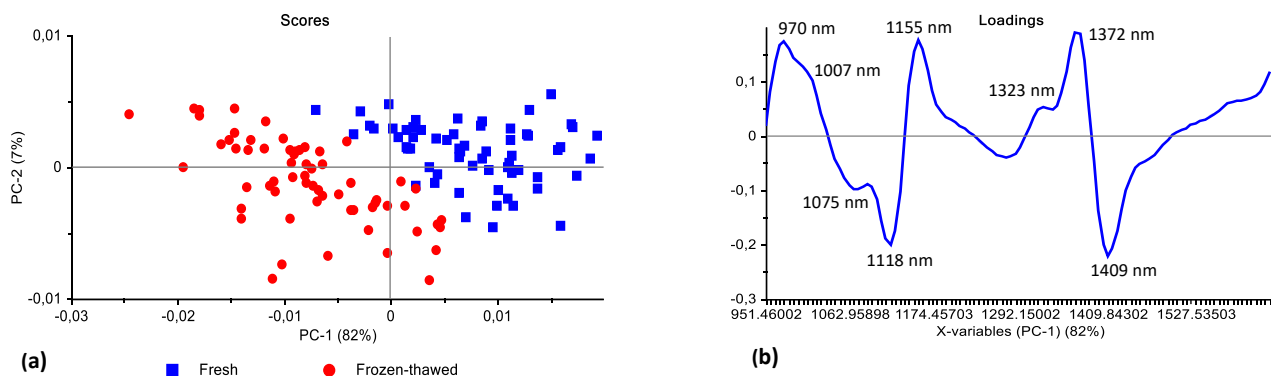 Scores
0,01
0
-0,01
PC-2 (7%)
-0,03
-0,02
-0,01
0
0,01
PC-1 (82%)
(a)
Fresh
Frozen-thawed
Loadings
970 nm
1155 nm
1372 nm
1007 nm
1323 nm
1075 nm
1118 nm
1409 nm
0,1
0
-0,1
-0,2
-0,3
951.46002 1062.95898 1174.45703 1292.15002 1409.84302 1527.53503
X-variables (PC-1) (82%)
(b)